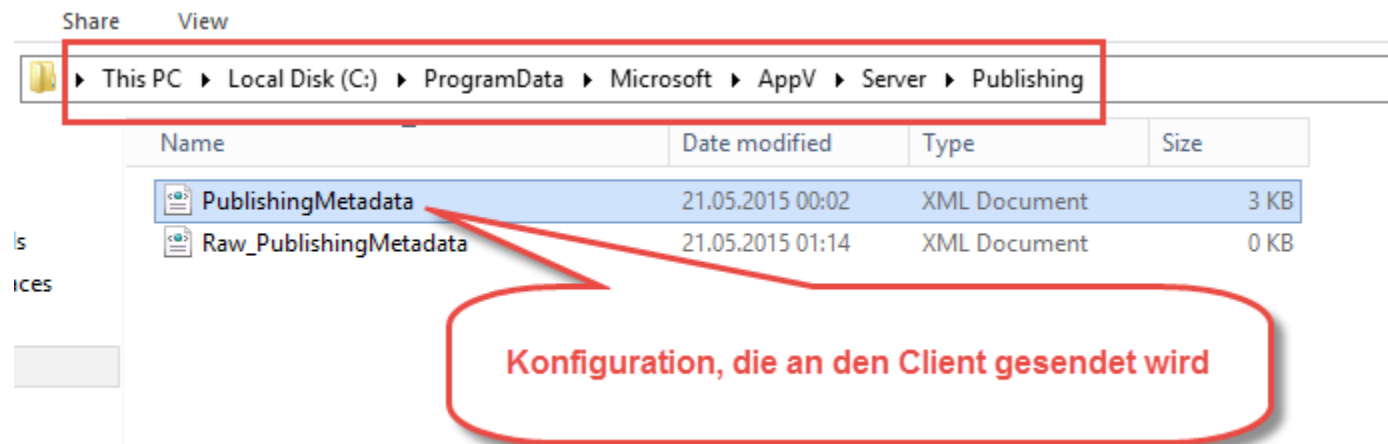 Share View
This PC Local Disk (C:) ProgramData Microsoft AppV Server Publishing
Name Date modified Type Size
PublishingMetadata 21.05.2015 00:02 XML Document 3 KB
Raw_PublishingMetadata 21.05.2015 01:14 XML Document 0 KB
Konfiguration, die an den Client gesendet wird